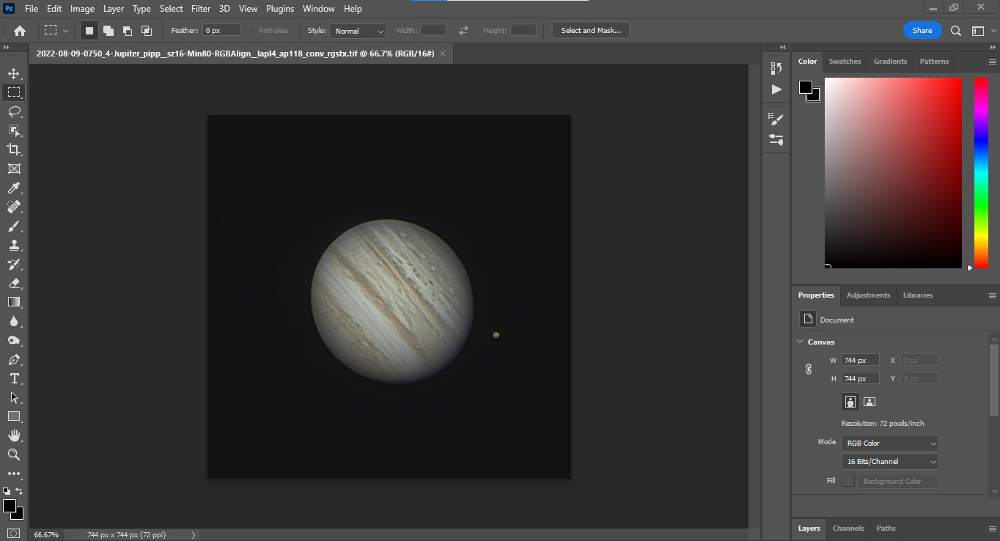 Ps File Edit Image Layer Type Select Filter 3D View Plugins Window Help
Feather: 0 px Anti-alias Style: Normal Width: Height: Select and Mask... Share
2022-08-09-0750_4-Jupiter_pipp__sz16-Min80-RGBAlign_lapl4_ap118_conv_rgstx.tif @ 66.7% (RGB/16#) ×
Color Swatches Gradients Patterns
Properties Adjustments Libraries
Document
Canvas
W 744 px X 0 px
H 744 px Y 0 px
Resolution: 72 pixels/inch
Mode RGB Color
16 Bits/Channel
Fill Background Color
Layers Channels Paths
66.67% 744 px x 744 px (72 ppi)